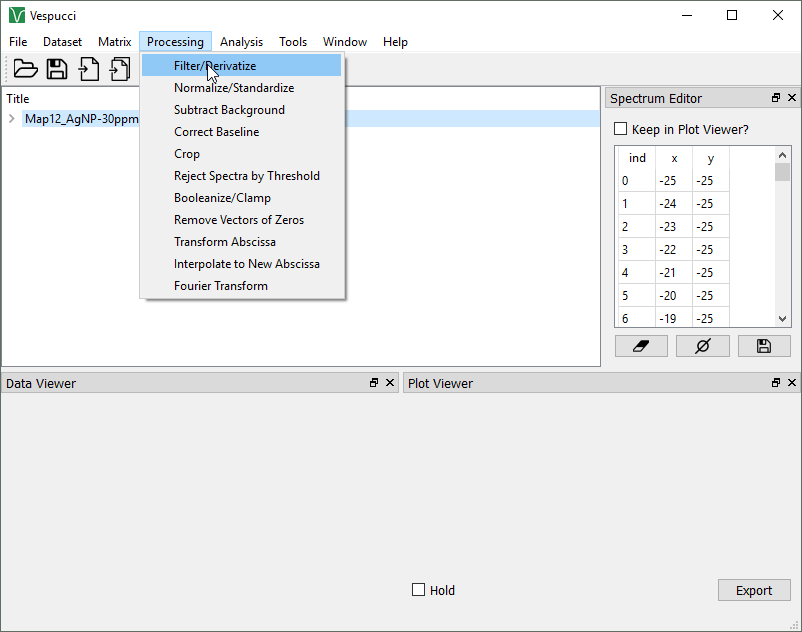 Vespucci
File Dataset Matrix Processing Analysis Tools Window Help
Filter/Derivatize
Normalize/Standardize
Subtract Background
Correct Baseline
Crop
Reject Spectra by Threshold
Booleanize/Clamp
Remove Vectors of Zeros
Transform Abscissa
Interpolate to New Abscissa
Fourier Transform
Title
Map12_AgNP-30ppm
Spectrum Editor
Keep in Plot Viewer?
ind x y
0 -25 -25
1 -24 -25
2 -23 -25
3 -22 -25
4 -21 -25
5 -20 -25
6 -19 -25
Data Viewer
Plot Viewer
Hold
Export